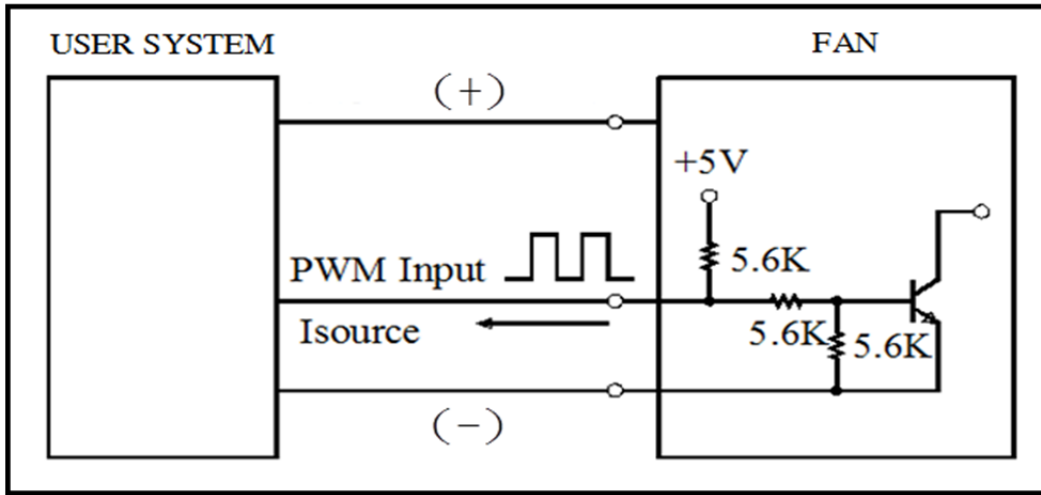 USER SYSTEM
FAN
(+)
+5V
5.6K
PWM Input
Isource
5.6K
5.6K
(-)